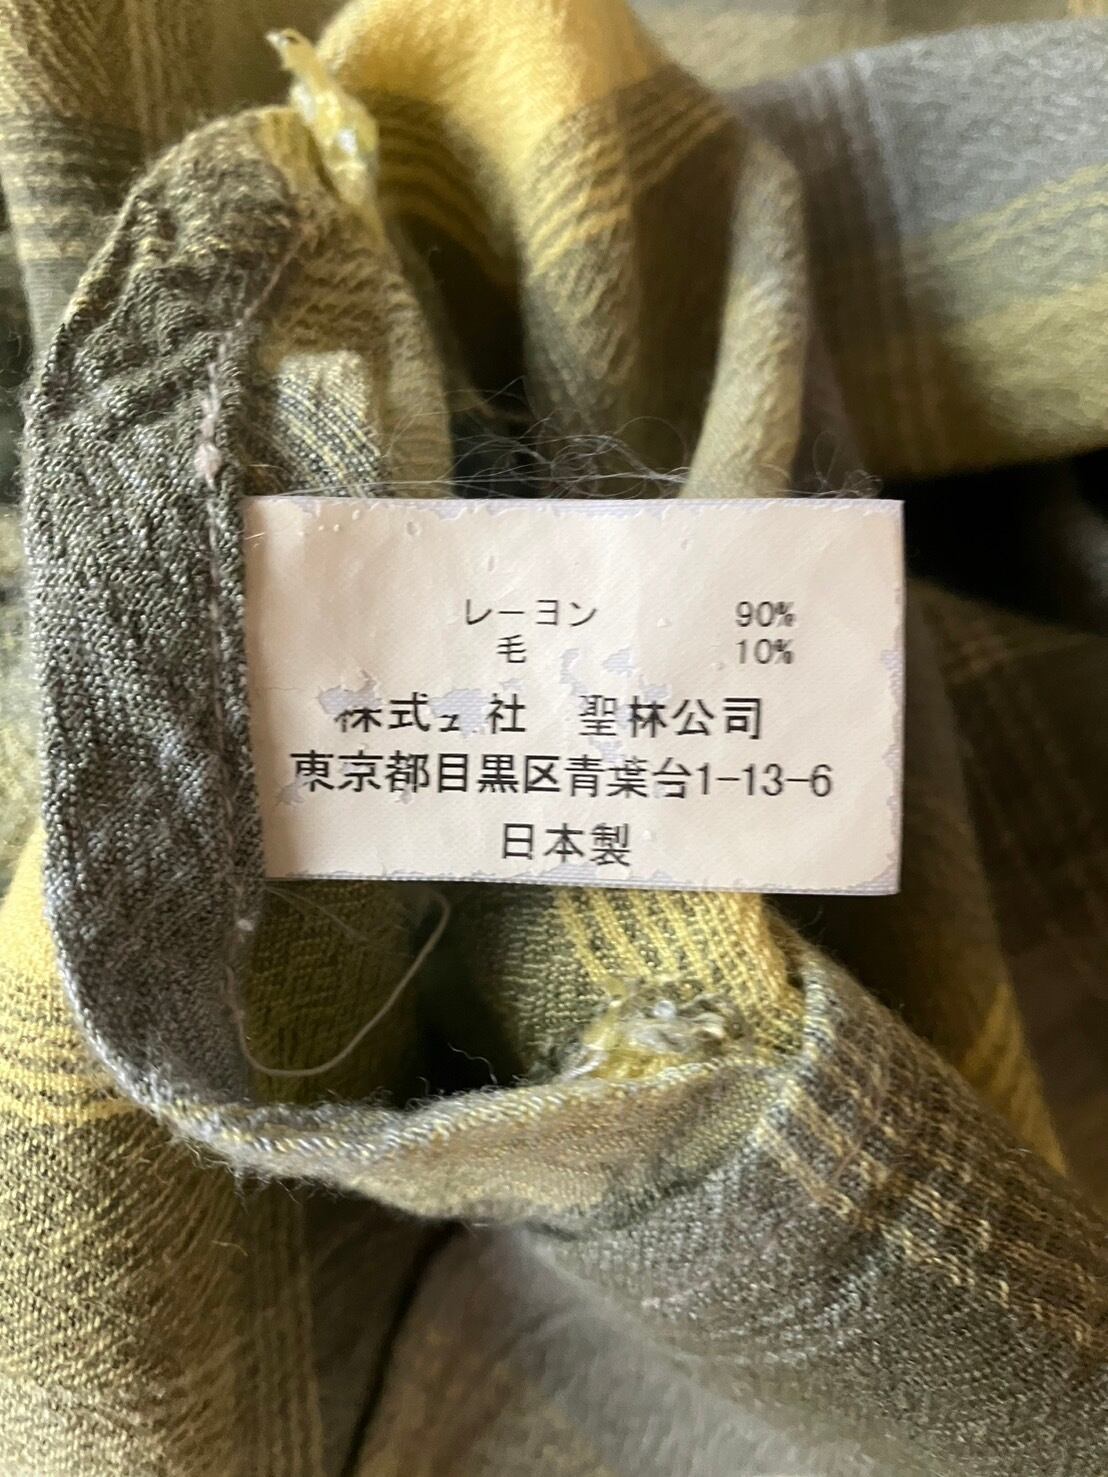 レーヨン 90%
毛 10%
株式会社 聖林公司
東京都目黒区青葉台1-13-6
日本製